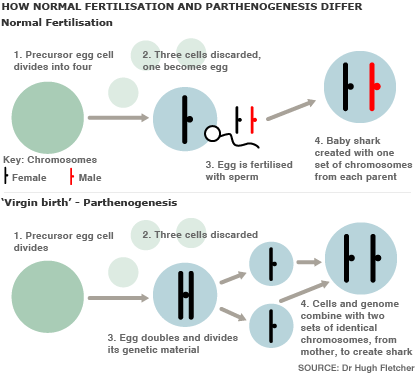 HOW NORMAL FERTILISATION AND PARTHENOGENESIS DIFFER
Normal Fertilisation
1. Precursor egg cell
divides into four
2. Three cells discarded,
one becomes egg
Key: Chromosomes
Female
Male
3. Egg is fertilised
with sperm
4. Baby shark
created with one
set of chromosomes
from each parent
‘Virgin birth’ - Parthenogenesis
1. Precursor egg cell
divides
2. Three cells discarded
3. Egg doubles and divides
its genetic material
4. Cells and genome
combine with two
sets of identical
chromosomes, from
mother, to create shark
SOURCE: Dr Hugh Fletcher